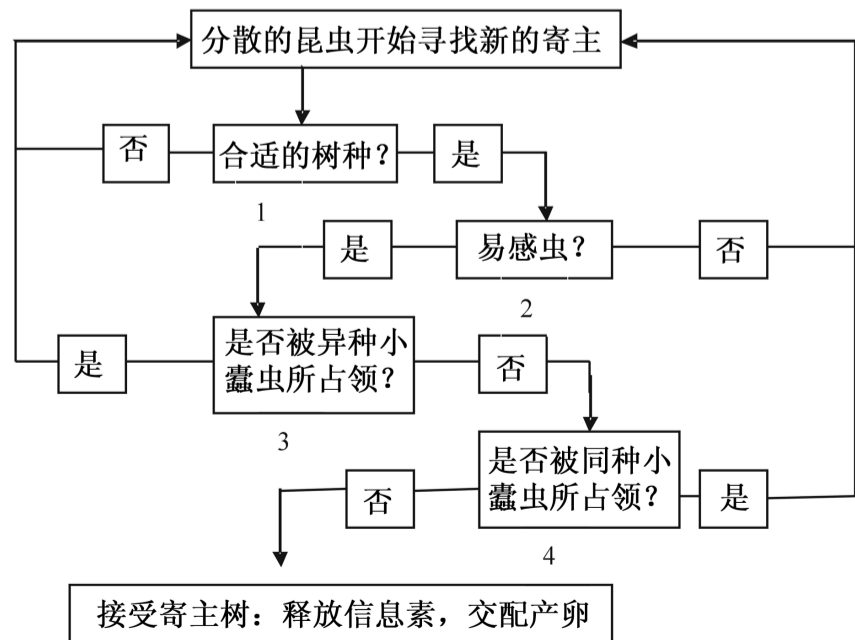 分散的昆虫开始寻找新的寄主
否
合适的树种？
是
1
是
易感虫？
否
2
是
是否被异种小
蠹虫所占领？
否
3
否
是否被同种小
蠹虫所占领？
是
4
接受寄主树：释放信息素，交配产卵